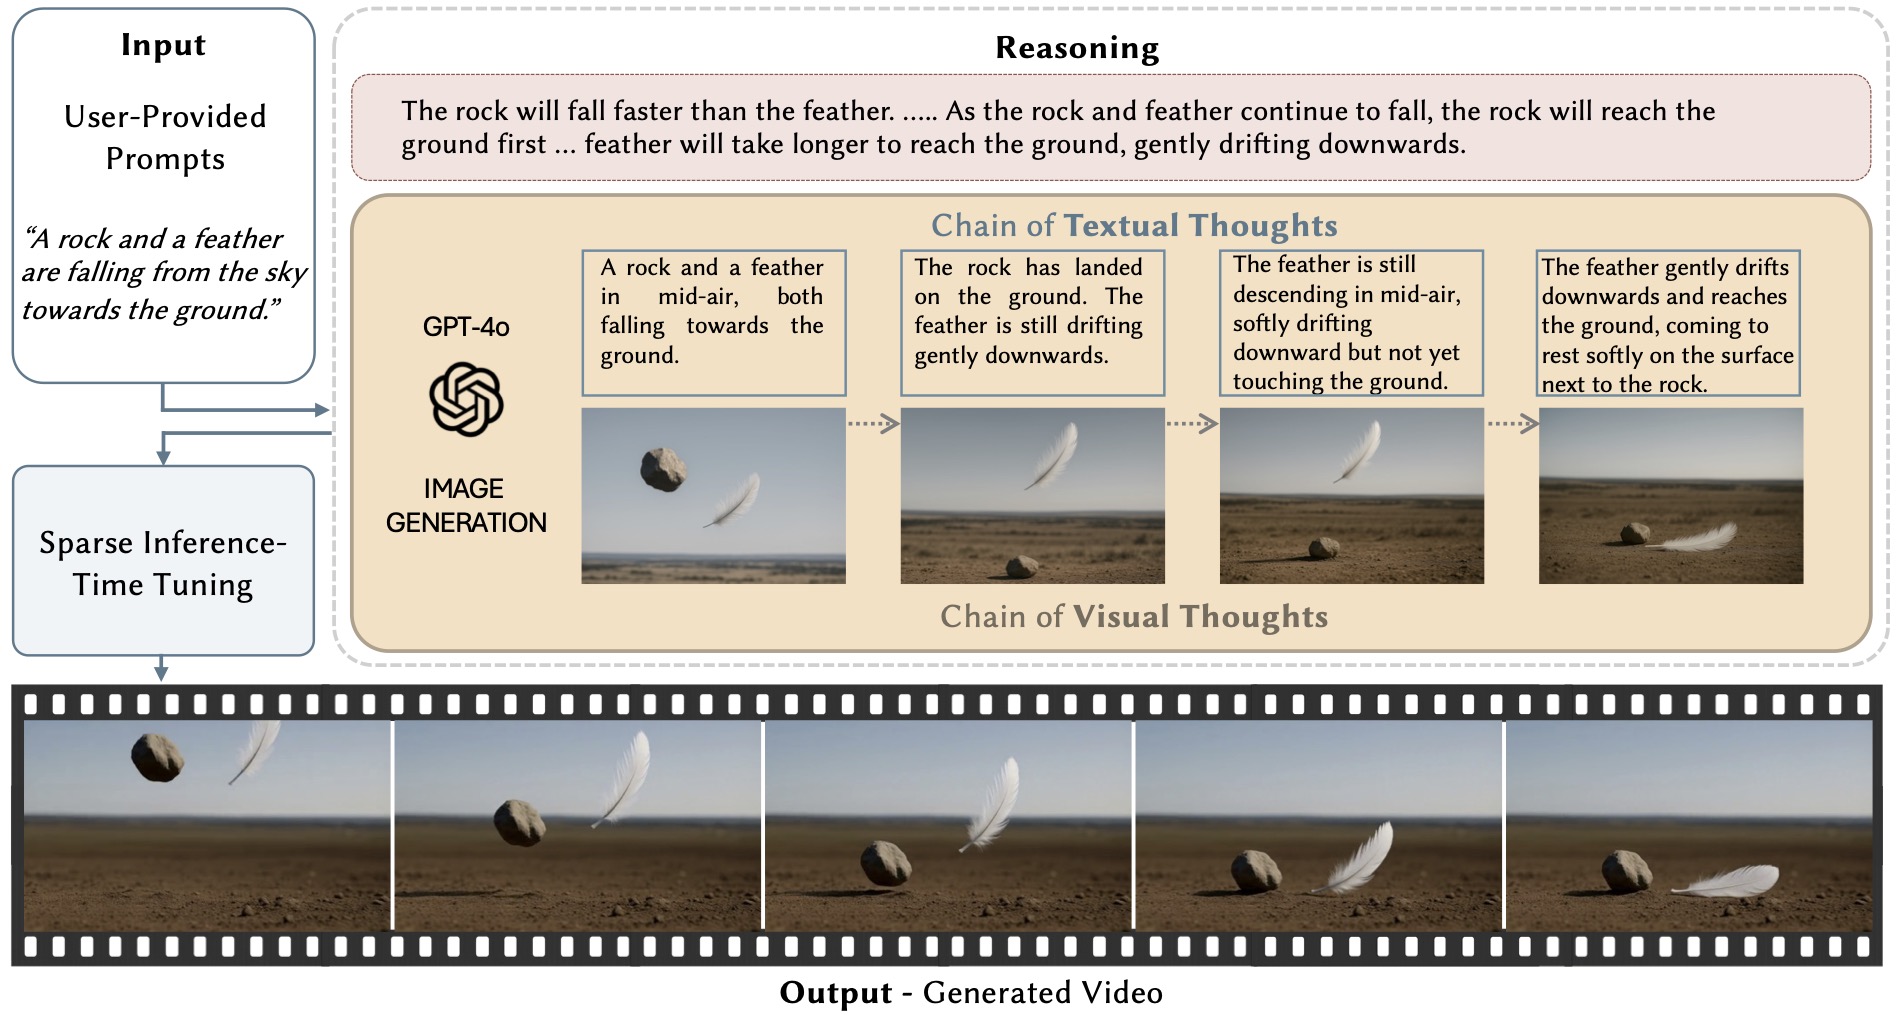 Input
User-Provided
Prompts
“A rock and a feather
are falling from the sky
towards the ground.”
Sparse Inference-
Time Tuning
Reasoning
The rock will fall faster than the feather. ..... As the rock and feather continue to fall, the rock will reach the
ground first ... feather will take longer to reach the ground, gently drifting downwards.
Chain of Textual Thoughts
GPT-4o
IMAGE
GENERATION
A rock and a feather
in mid-air, both
falling towards the
ground.
The rock has landed
on the ground. The
feather is still drifting
gently downwards.
The feather is still
descending in mid-air,
softly drifting
downward but not yet
touching the ground.
The feather gently drifts
downwards and reaches
the ground, coming to
rest softly on the surface
next to the rock.
Chain of Visual Thoughts
Output - Generated Video